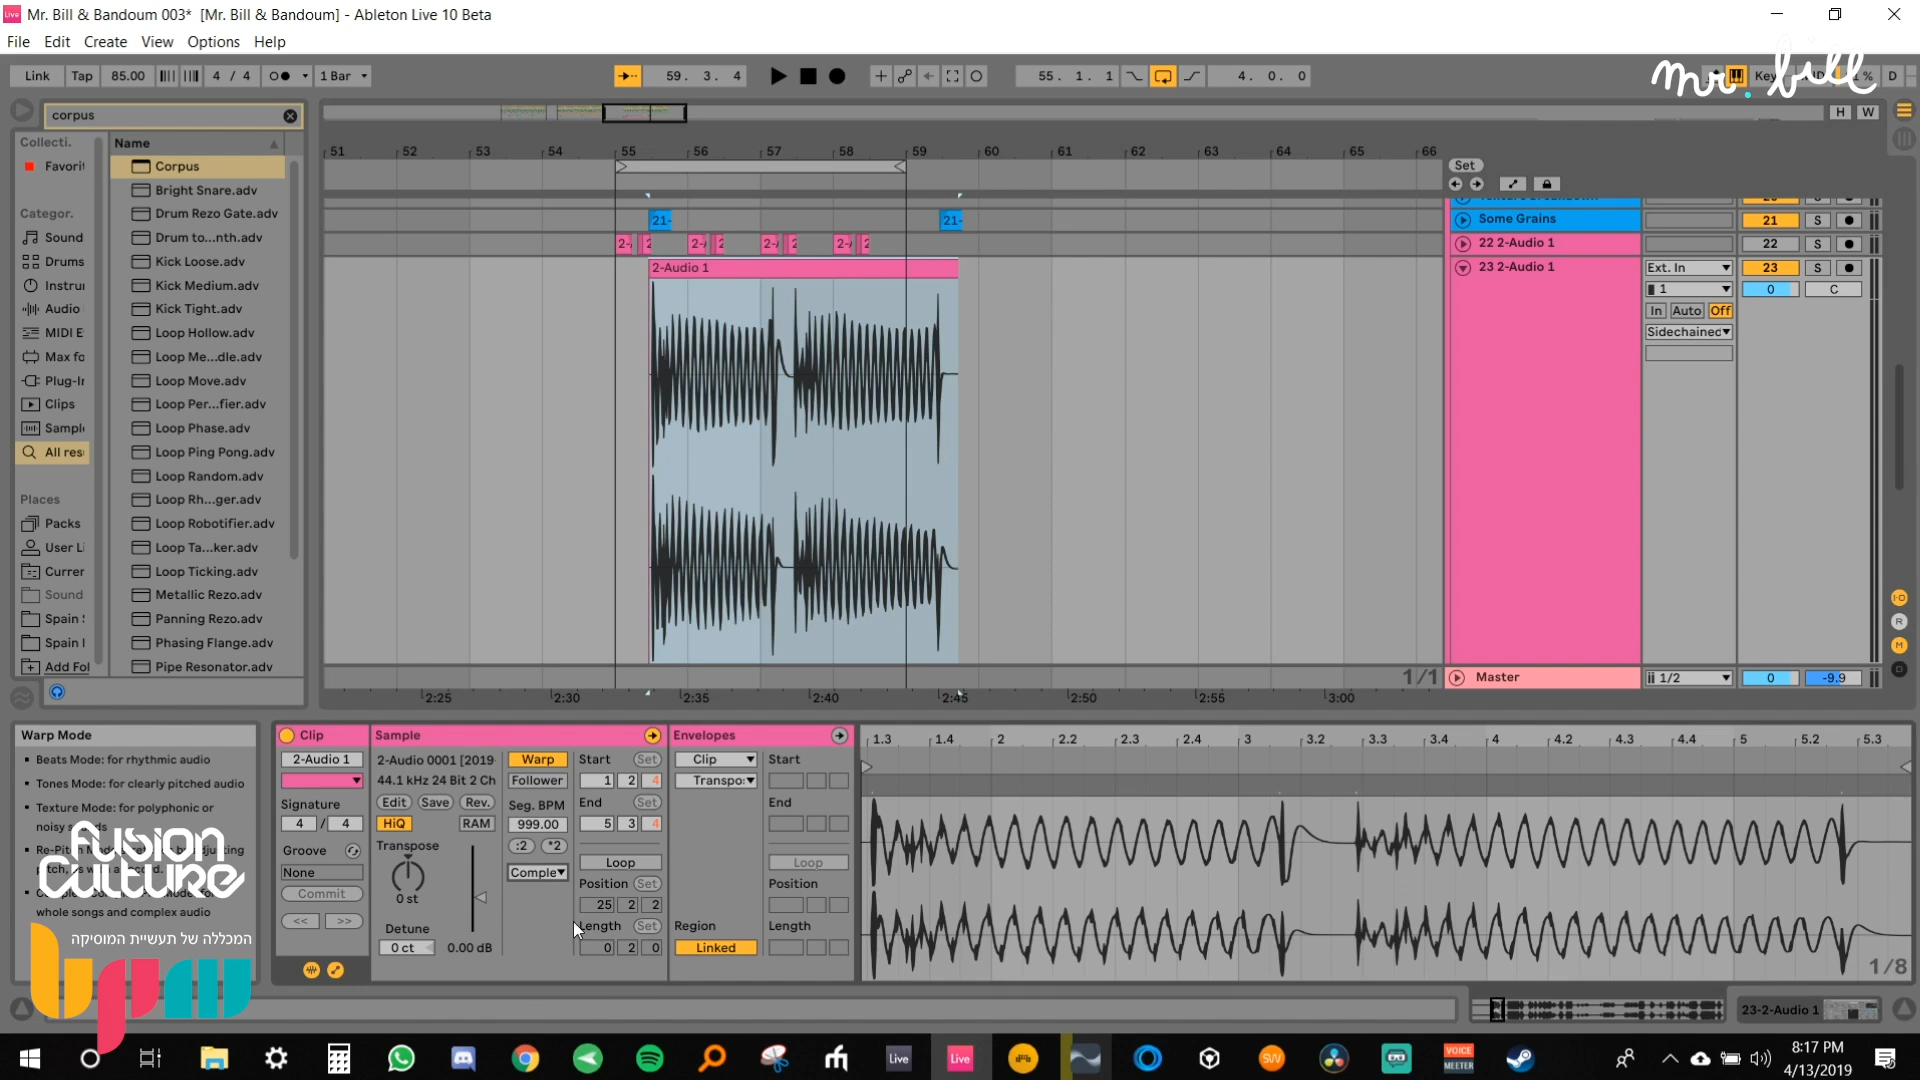 Mr. Bill & Bandoum 003* [Mr. Bill & Bandoum] - Ableton Live 10 Beta
File Edit Create View Options Help
Link Tap 85.00 4 / 4 1 Bar 59. 3. 4 55. 1. 1 4. 0. 0 Key % D
mr. bill
corpus
H W
Collecti. Name
Favorit
Categor.
Sound
Drums
Instru
Audio
MIDI E
Max fo
Plug-Ir
Clips
Sampl
All res
Places
Packs
User Li
Currer
Sound
Spain
Spain
Add Fol
Corpus
Bright Snare.adv
Drum Rezo Gate.adv
Drum to...nth.adv
Kick Loose.adv
Kick Medium.adv
Kick Tight.adv
Loop Hollow.adv
Loop Me...dle.adv
Loop Move.adv
Loop Per...fier.adv
Loop Phase.adv
Loop Ping Pong.adv
Loop Random.adv
Loop Rh...ger.adv
Loop Robotifier.adv
Loop Ta...ker.adv
Loop Ticking.adv
Metallic Rezo.adv
Panning Rezo.adv
Phasing Flange.adv
Pipe Resonator.adv
51 52 53 54 55 56 57 58 59 60 61 62 63 64 65 66
Set
21- 21-
Some Grains 21 S
22 2-Audio 1 22 S
2-Audio 1
23 2-Audio 1 Ext. In 23 S
1 0 C
In Auto Off
Sidechained
1/1 Master 1/2 0 -9.9
2:25 2:30 2:35 2:40 2:45 2:50 2:55 3:00
Warp Mode
Beats Mode: for rhythmic audio
Tones Mode: for clearly pitched audio
Texture Mode: for polyphonic or
whole songs and complex audio
fusion
culture
המכללה של תעשיית המוסיקה
Clip
2-Audio 1
Signature
4 / 4
Groove
None
Commit
<< >>
Sample
2-Audio 0001 [2019-
44.1 kHz 24 Bit 2 Ch
Edit Save Rev.
HiQ RAM
Transpose
0 st
Detune
0 ct 0.00 dB
Warp
Follower
Seg. BPM
999.00
:2 *2
Comple
Start Set
1 2 4
End Set
5 3 4
Loop
Position Set
25 2 2
Length Set
0 2 0
Envelopes
Clip
Transpo:
Region
Linked
Start
End
Loop
Position
Length
1.3 1.4 2 2.2 2.3 2.4 3 3.2 3.3 3.4 4 4.2 4.3 4.4 5 5.2 5.3
1/8
23-2-Audio 1
Live Live SW VOICE MEETER
8:17 PM
4/13/2019